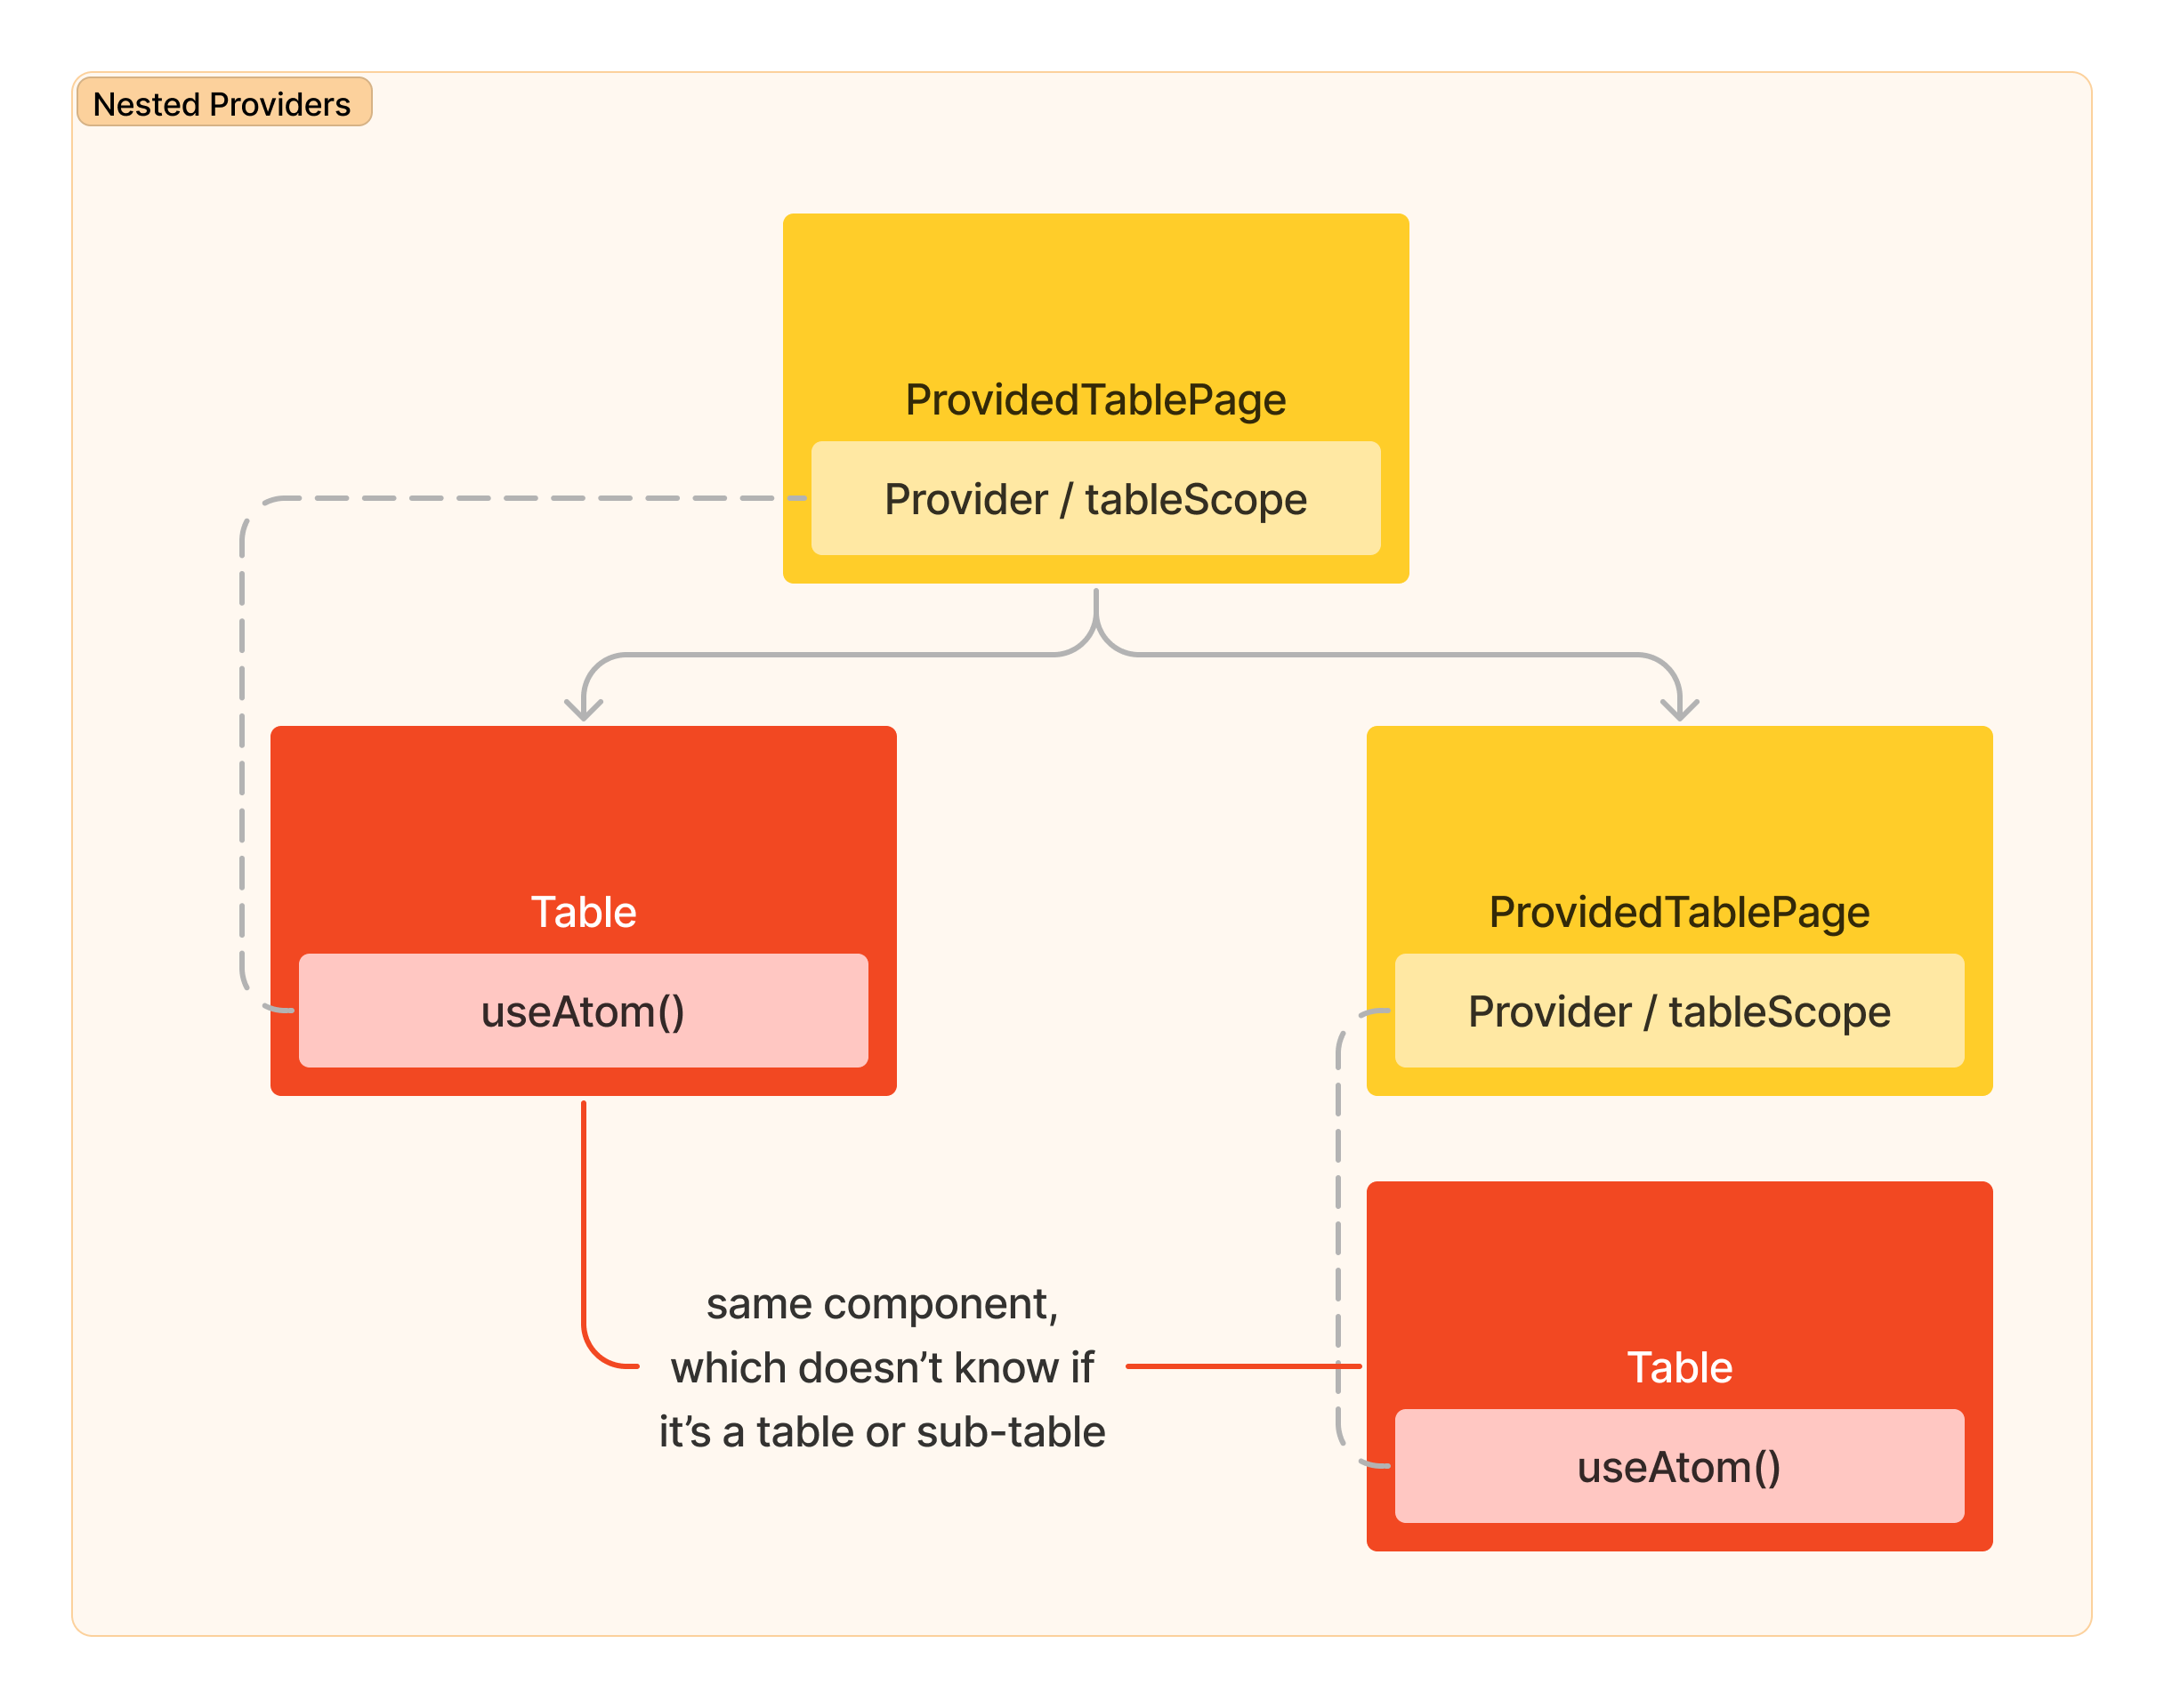 Nested Providers
ProvidedTablePage
Provider / tableScope
Table
useAtom()
ProvidedTablePage
Provider / tableScope
same component,
which doesn’t know if
it’s a table or sub-table
Table
useAtom()